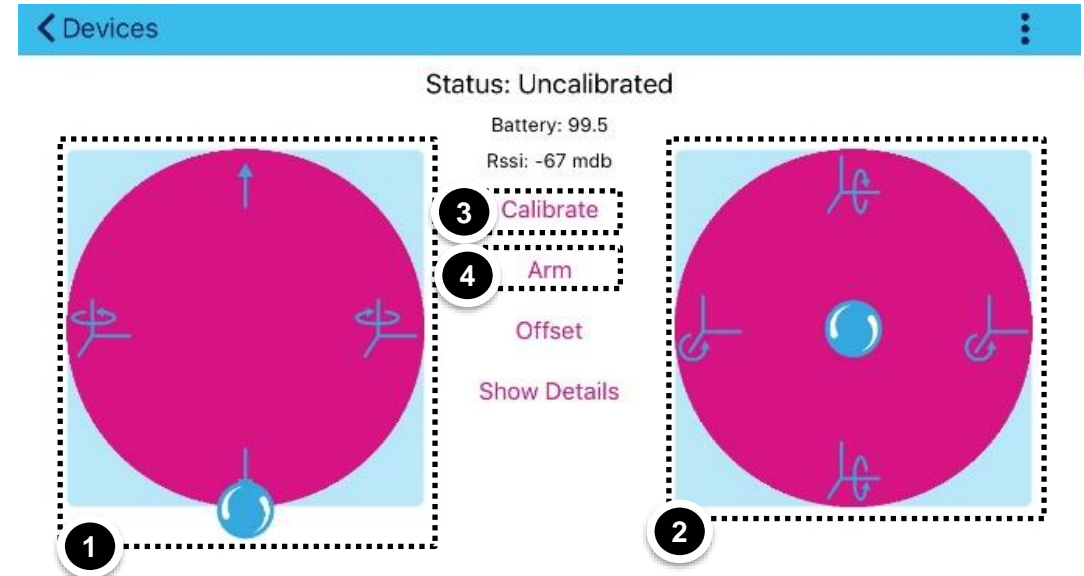 Devices
Status: Uncalibrated
Battery: 99.5
Rssi: -67 mdb
3 Calibrate
4 Arm
Offset
Show Details
1
2